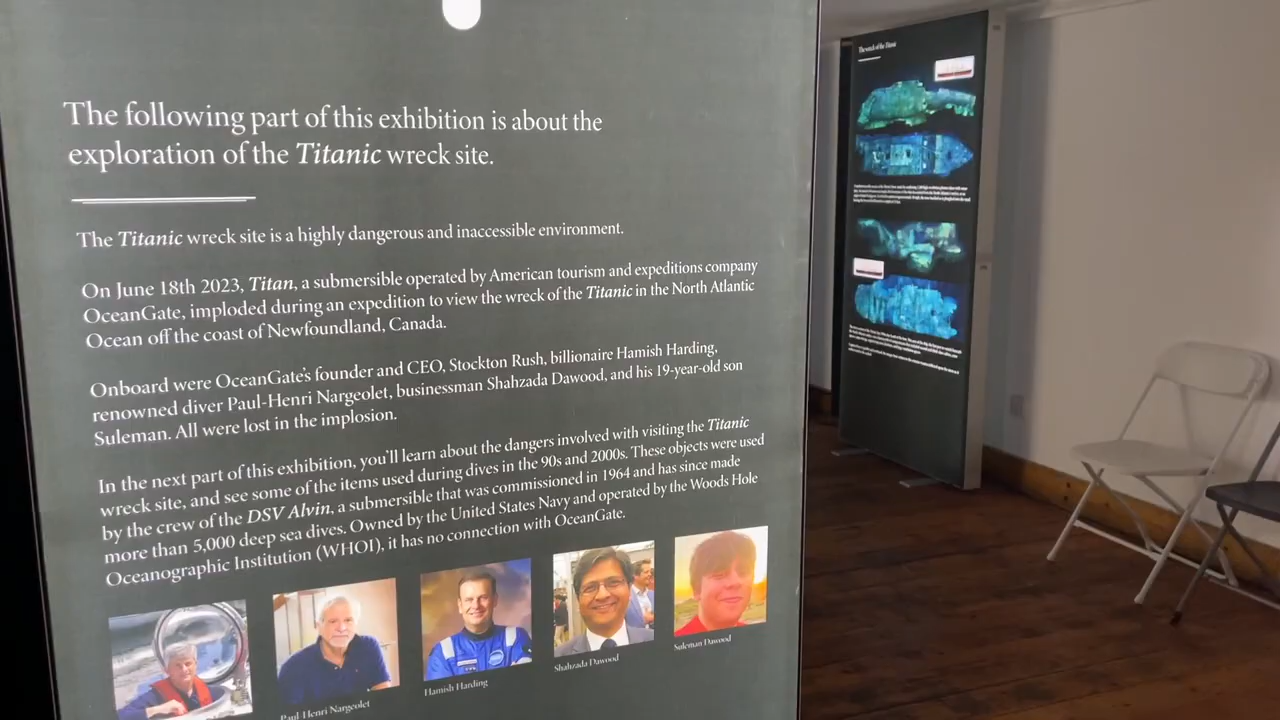 The following part of this exhibition is about the
exploration of the Titanic wreck site.
The Titanic wreck site is a highly dangerous and inaccessible environment.
On June 18th 2023, Titan, a submersible operated by American tourism and expeditions company
OceanGate, imploded during an expedition to view the wreck of the Titanic in the North Atlantic
Ocean off the coast of Newfoundland, Canada.
Onboard were OceanGate's founder and CEO, Stockton Rush, billionaire Hamish Harding,
renowned diver Paul-Henri Nargeolet, businessman Shahzada Dawood, and his 19-year-old son
Suleman. All were lost in the implosion.
In the next part of this exhibition, you'll learn about the dangers involved with visiting the Titanic
wreck site, and see some of the items used during dives in the 90s and 2000s. These objects were used
by the crew of the DSV Alvin, a submersible that was commissioned in 1964 and has since made
more than 5,000 deep sea dives. Owned by the United States Navy and operated by the Woods Hole
Oceanographic Institution (WHOI), it has no connection with OceanGate.
Paul-Henri Nargeolet
Hamish Harding
Shahzada Dawood
Suleman Dawood
The wreck of the Titanic